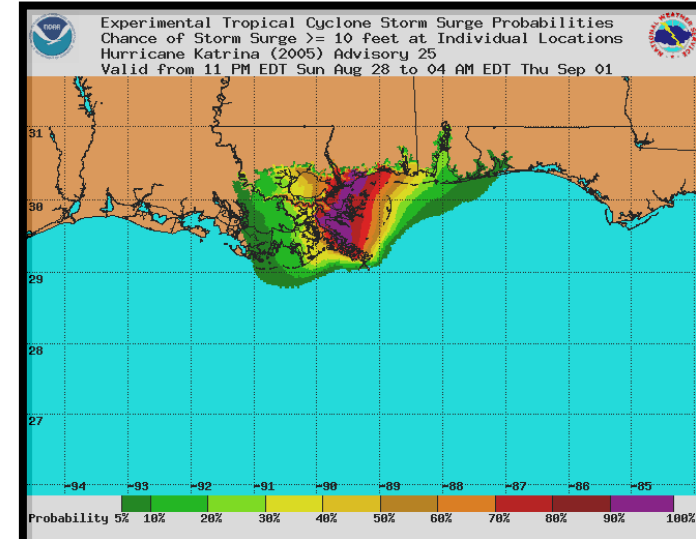 Experimental Tropical Cyclone Storm Surge Probabilities
Chance of Storm Surge >= 10 feet at Individual Locations
Hurricane Katrina (2005) Advisory 25
Valid from 11 PM EDT Sun Aug 28 to 04 AM EDT Thu Sep 01
NOAA
31
30
29
28
27
-94 -93 -92 -91 -90 -89 -88 -87 -86 -85
Probability 5% 10% 20% 30% 40% 50% 60% 70% 80% 90% 100%